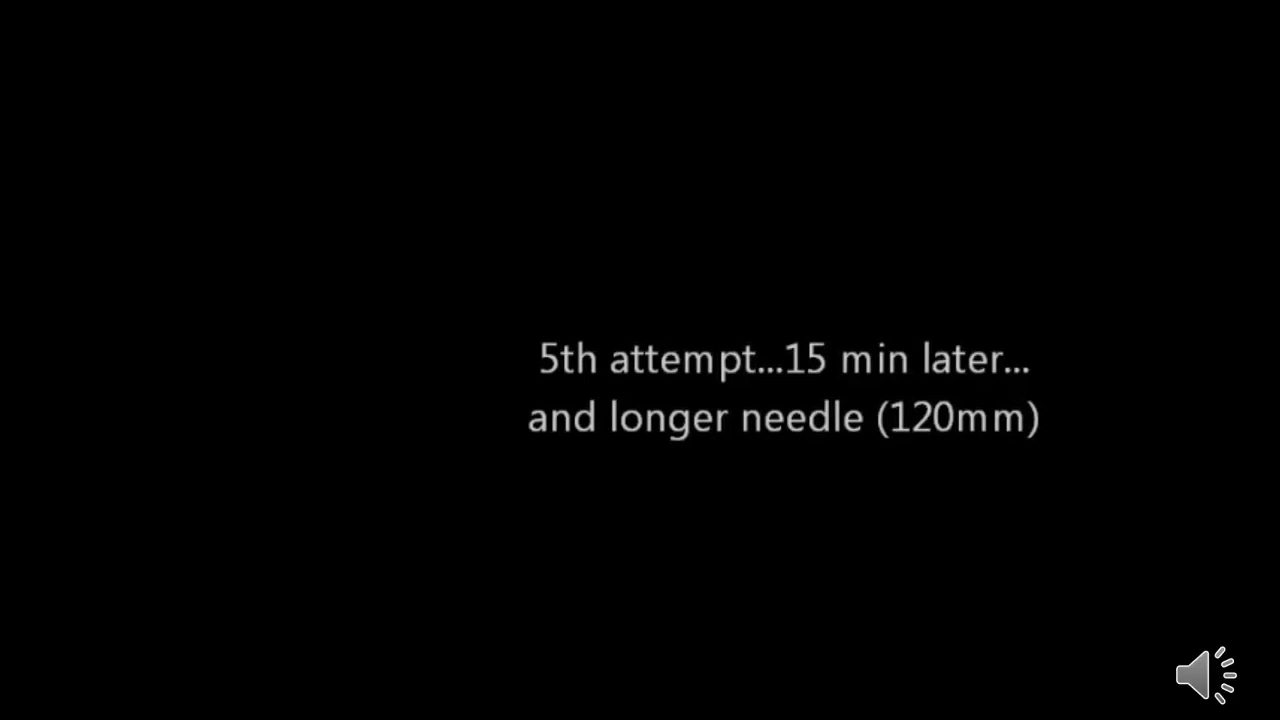 5th attempt...15 min later...
and longer needle (120mm)